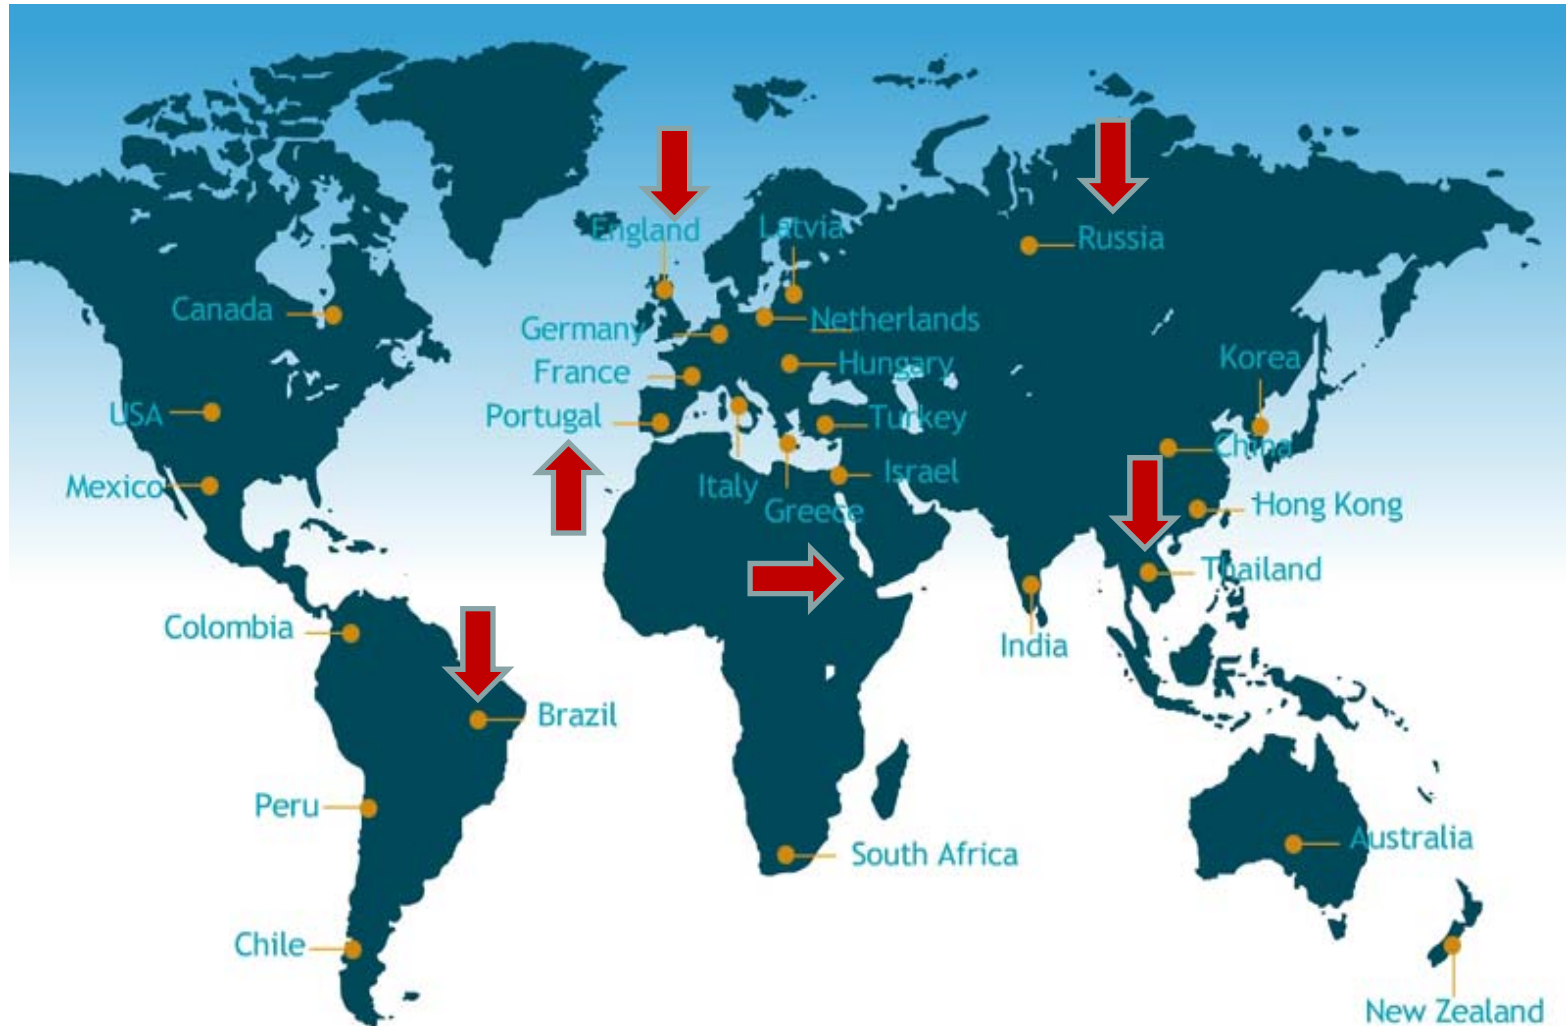 England
Latvia
Russia
Canada
Germany
Netherlands
France
Hungary
Korea
USA
Portugal
Turkey
China
Mexico
Italy
Israel
Greece
Hong Kong
Thailand
Colombia
India
Brazil
Peru
South Africa
Australia
Chile
New Zealand